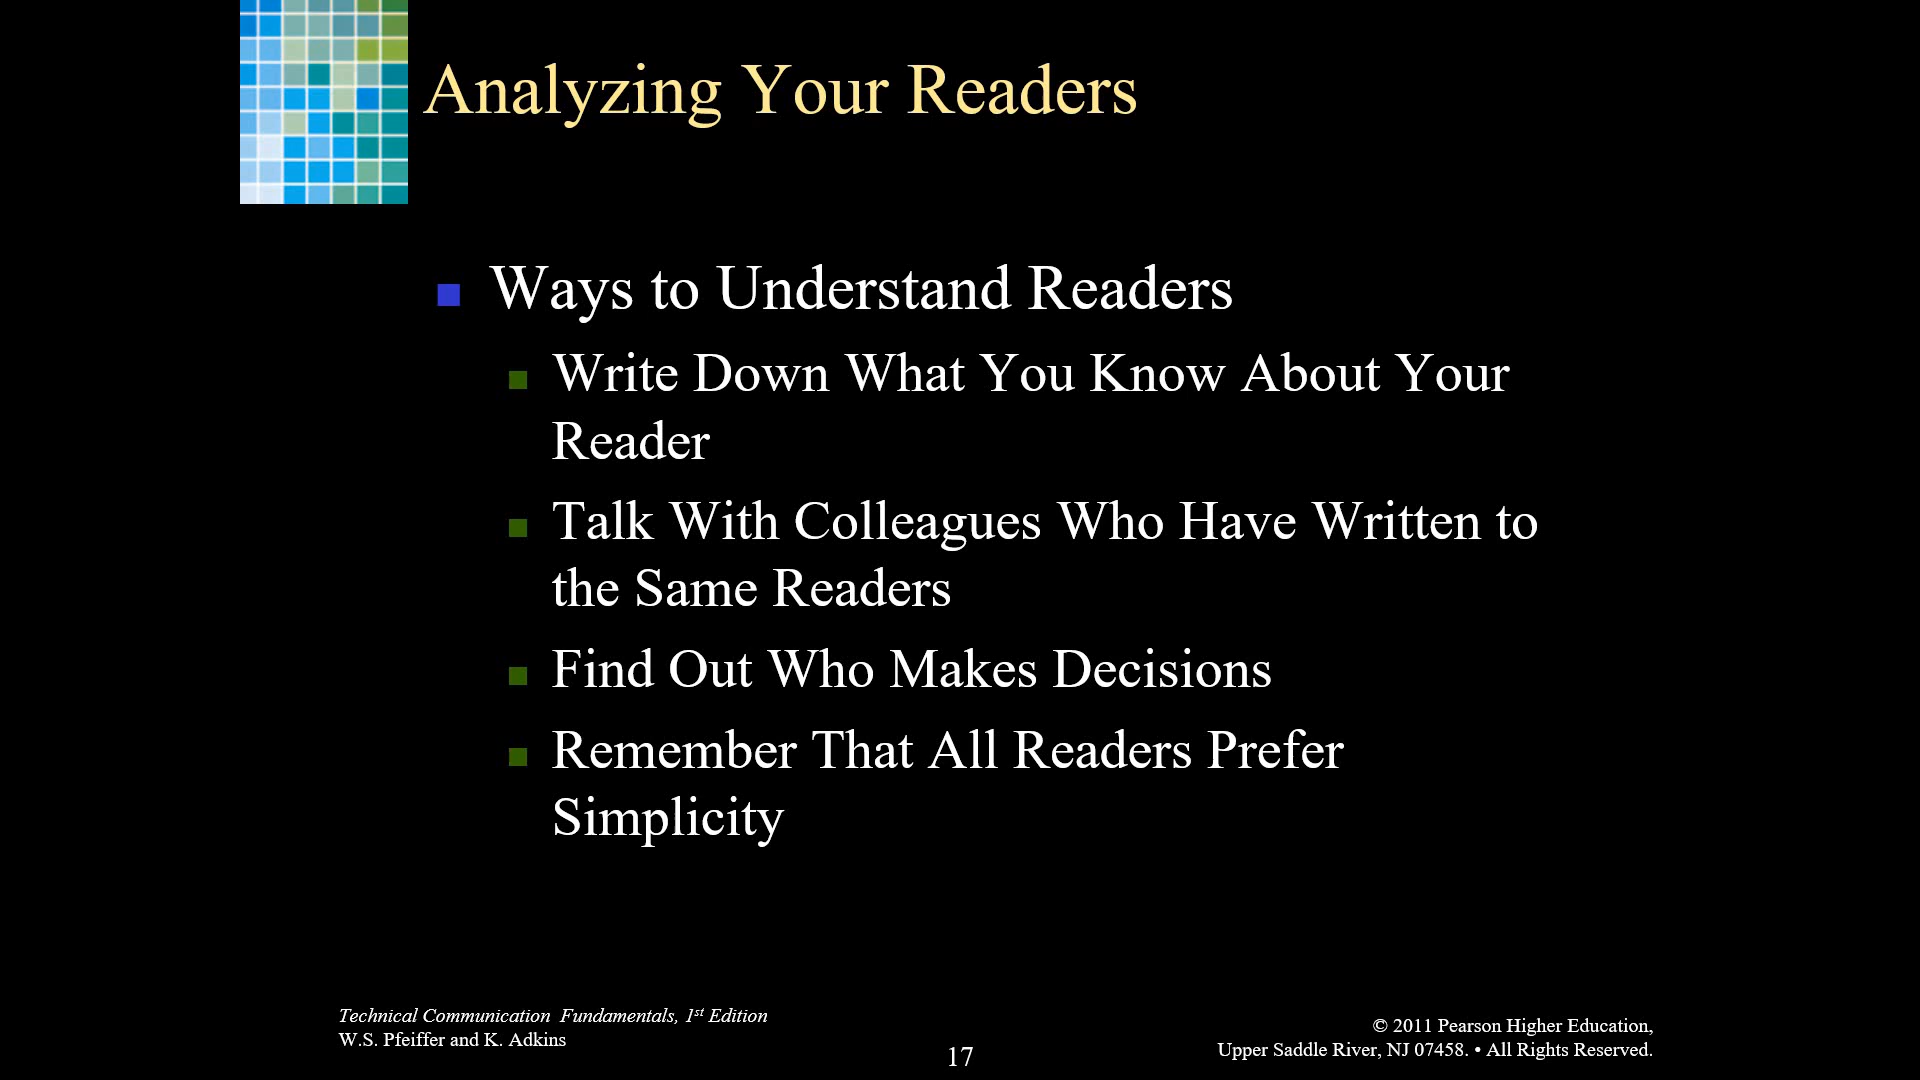 Analyzing Your Readers
Ways to Understand Readers
Write Down What You Know About Your
Reader
Talk With Colleagues Who Have Written to
the Same Readers
Find Out Who Makes Decisions
Remember That All Readers Prefer
Simplicity
Technical Communication Fundamentals, 1st Edition
W.S. Pfeiffer and K. Adkins
17
© 2011 Pearson Higher Education,
Upper Saddle River, NJ 07458. • All Rights Reserved.